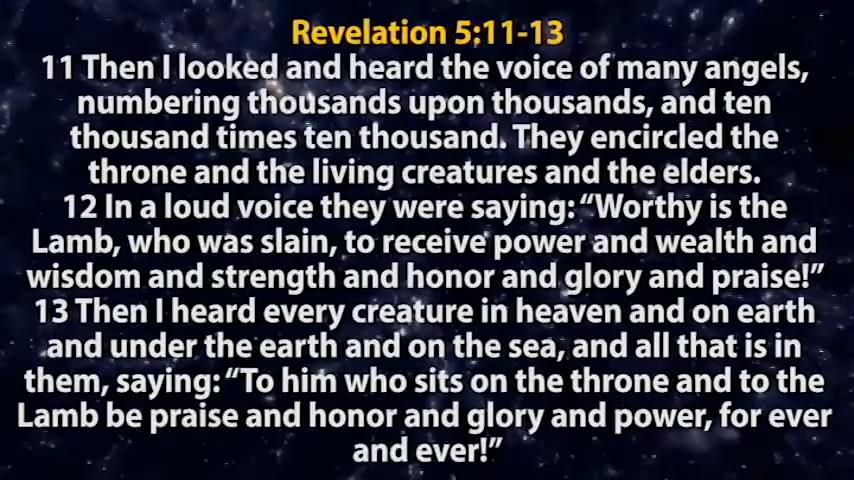 Revelation 5:11-13
11 Then I looked and heard the voice of many angels,
numbering thousands upon thousands, and ten
thousand times ten thousand. They encircled the
throne and the living creatures and the elders.
12 In a loud voice they were saying: “Worthy is the
Lamb, who was slain, to receive power and wealth and
wisdom and strength and honor and glory and praise!”
13 Then I heard every creature in heaven and on earth
and under the earth and on the sea, and all that is in
them, saying: “To him who sits on the throne and to the
Lamb be praise and honor and glory and power, for ever
and ever!”